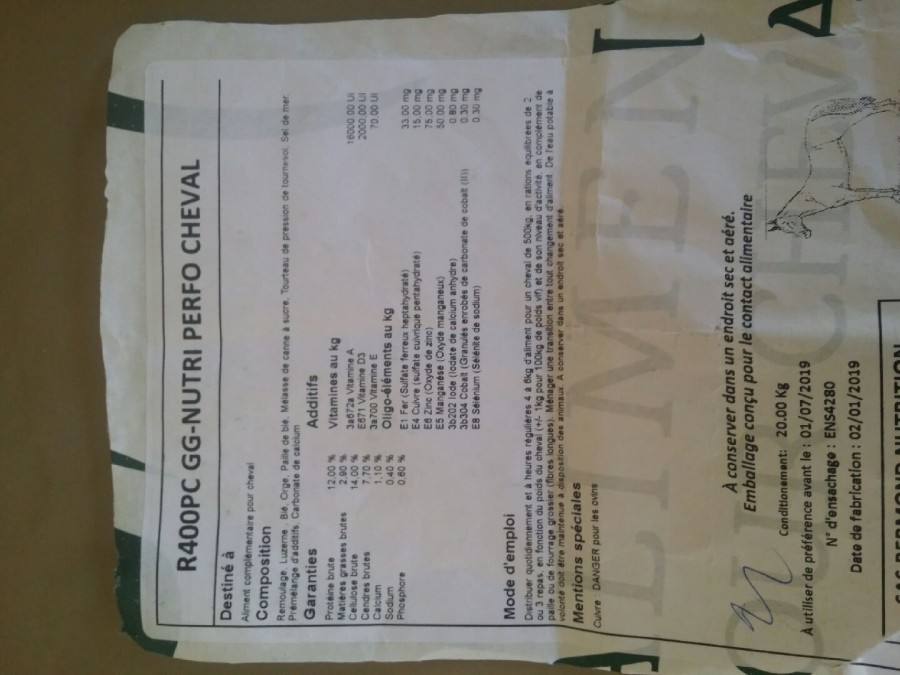 R400PC GG-NUTRI PERFO CHEVAL
Destiné à
Aliment complémentaire pour cheval
Composition
Remoulage, Luzerne, Blé, Orge, Paille de blé, Mélasse de canne à sucre, Tourteau de pression de tournesol, Sel de mer,
Prémélange d'additifs, Carbonate de calcium
Garanties
Protéine brute 12.00 %
Matières grasses brutes 2.90 %
Cellulose brute 14.00 %
Cendres brutes 7.70 %
Calcium 1.10 %
Sodium 0.40 %
Phosphore 0.60 %
Additifs
Vitamines au kg
3a672a Vitamine A 16000.00 UI
E671 Vitamine D3 2000.00 UI
3a700 Vitamine E 70.00 UI
Oligo-éléments au kg
E1 Fer (Sulfate ferreux heptahydraté) 33.00 mg
E4 Cuivre (sulfate cuivrique pentahydraté) 15.00 mg
E6 Zinc (Oxyde de zinc) 75.00 mg
E5 Manganèse (Oxyde manganeux) 50.00 mg
3b202 Iode (Iodate de calcium anhydre) 0.80 mg
3b304 Cobalt (Granulés enrobés de carbonate de cobalt (II)) 0.30 mg
E8 Sélénium (Sélénite de sodium) 0.30 mg
Mode d'emploi
Distribuer quotidiennement et à heures régulières 4 à 6kg d'aliment pour un cheval de 500kg, en rations équilibrées de 2
ou 3 repas, en fonction du poids du cheval (+/- 1kg pour 100kg de poids vif) et de son niveau d'activité, en complément de
paille ou de fourrage grossier (fibres longues). Ménager une transition entre tout changement d'aliment. De l'eau potable à
volonté doit être maintenue à disposition des animaux. A conserver dans un endroit sec et aéré.
Mentions spéciales
Cuivre : DANGER pour les ovins
À conserver dans un endroit sec et aéré.
Emballage conçu pour le contact alimentaire
Conditionement: 20.00 Kg
À utiliser de préférence avant le : 01/07/2019
N° d'ensachage : ENS4280
Date de fabrication : 02/01/2019